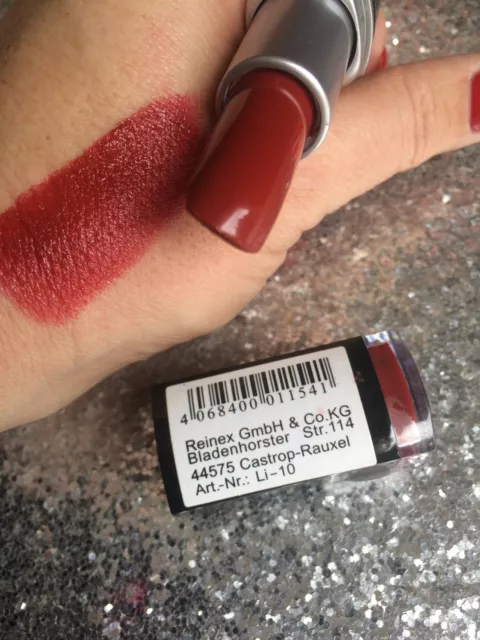 4 068400 011541
Reinex GmbH & Co.KG
Bladenhorster Str.114
44575 Castrop-Rauxel
Art.-Nr.: Li-10